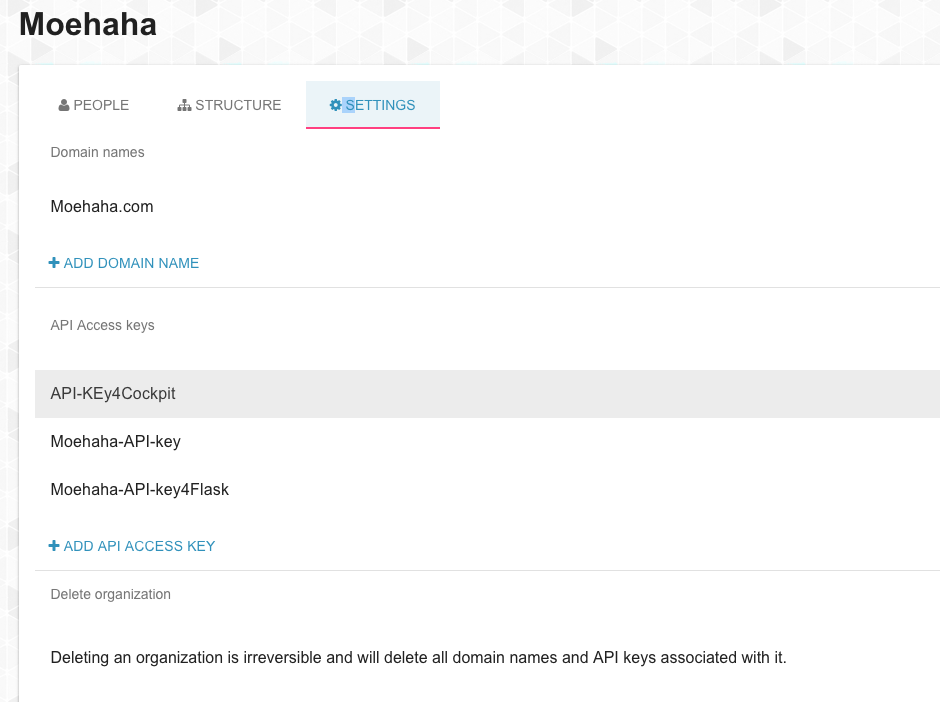 Moehaha
PEOPLE STRUCTURE SETTINGS
Domain names
Moehaha.com
+ ADD DOMAIN NAME
API Access keys
API-KEy4Cockpit
Moehaha-API-key
Moehaha-API-key4Flask
+ ADD API ACCESS KEY
Delete organization
Deleting an organization is irreversible and will delete all domain names and API keys associated with it.